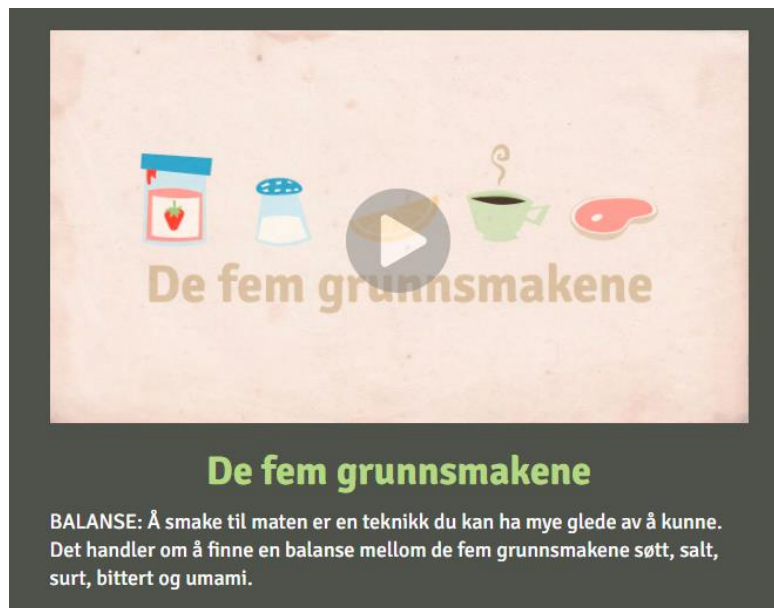 De fem grunnsmakene
De fem grunnsmakene
BALANSE: Å smake til maten er en teknikk du kan ha mye glede av å kunne.
Det handler om å finne en balanse mellom de fem grunnsmakene søtt, salt,
surt, bittert og umami.